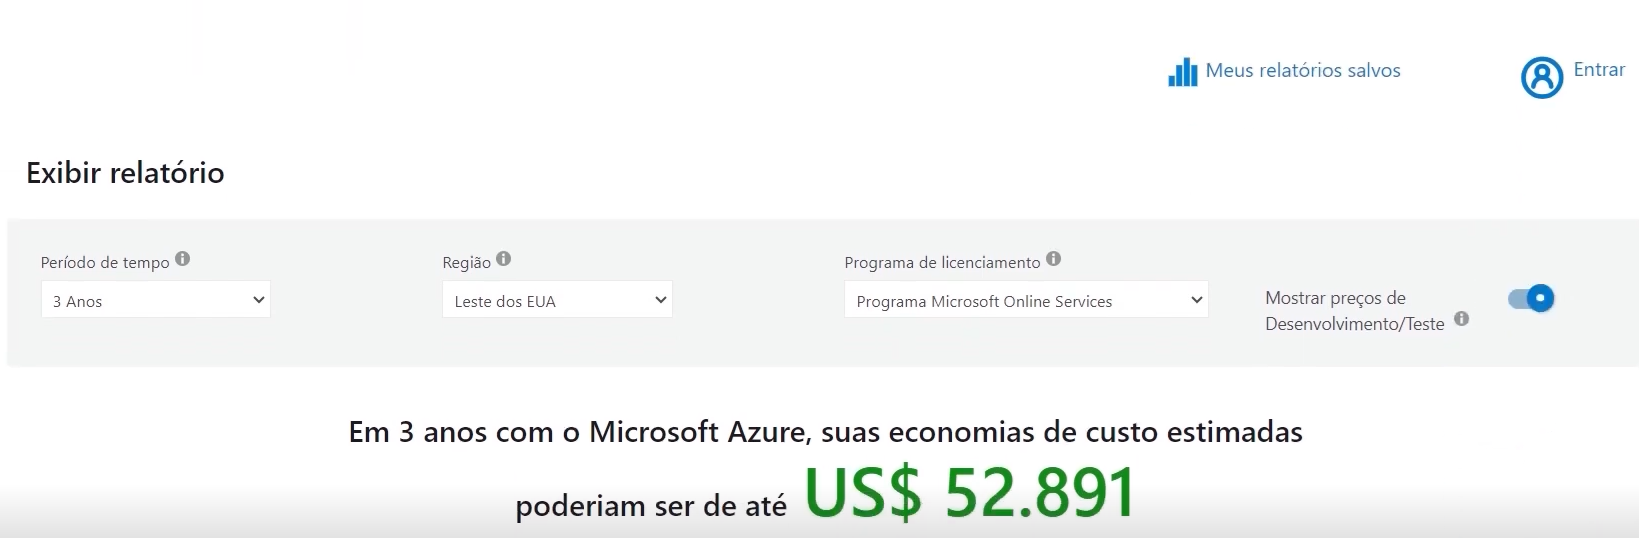 Meus relatórios salvos
Entrar
Exibir relatório
Período de tempo
Região
Programa de licenciamento
3 Anos
Leste dos EUA
Programa Microsoft Online Services
Mostrar preços de
Desenvolvimento/Teste
Em 3 anos com o Microsoft Azure, suas economias de custo estimadas
poderiam ser de até US$ 52.891